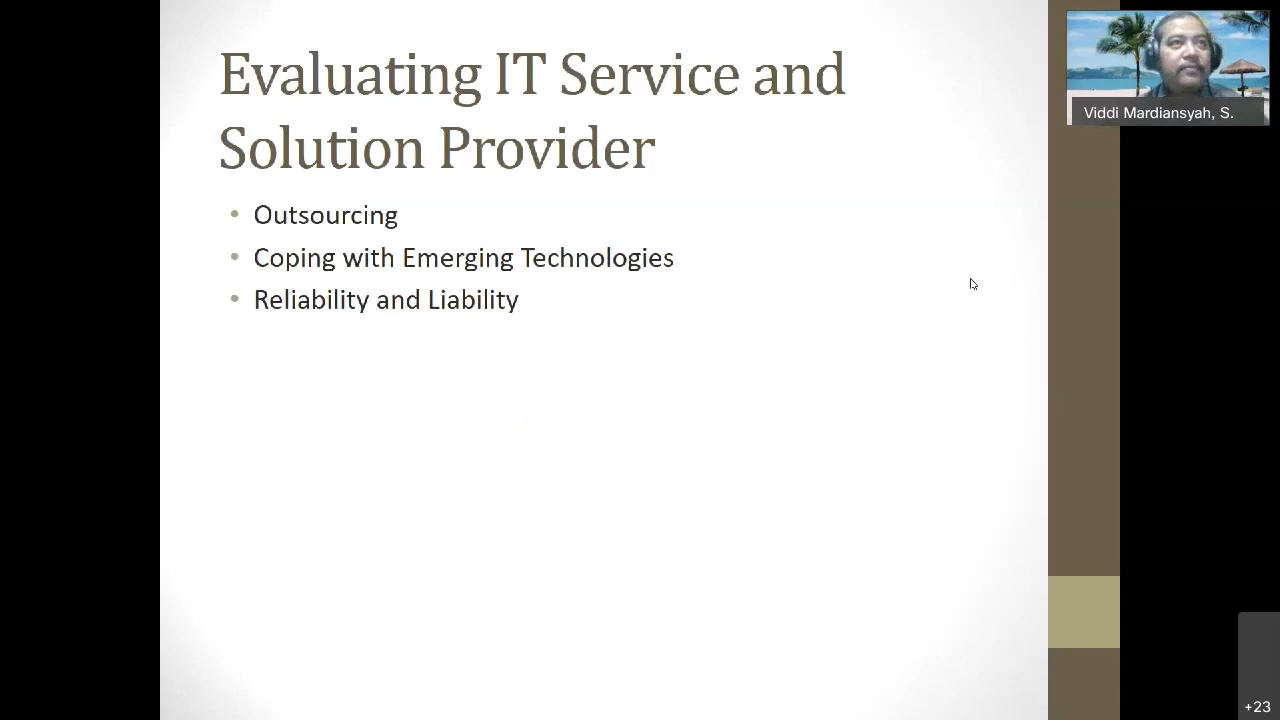 Evaluating IT Service and
Solution Provider
• Outsourcing
• Coping with Emerging Technologies
• Reliability and Liability
Viddi Mardiansyah, S.
+23